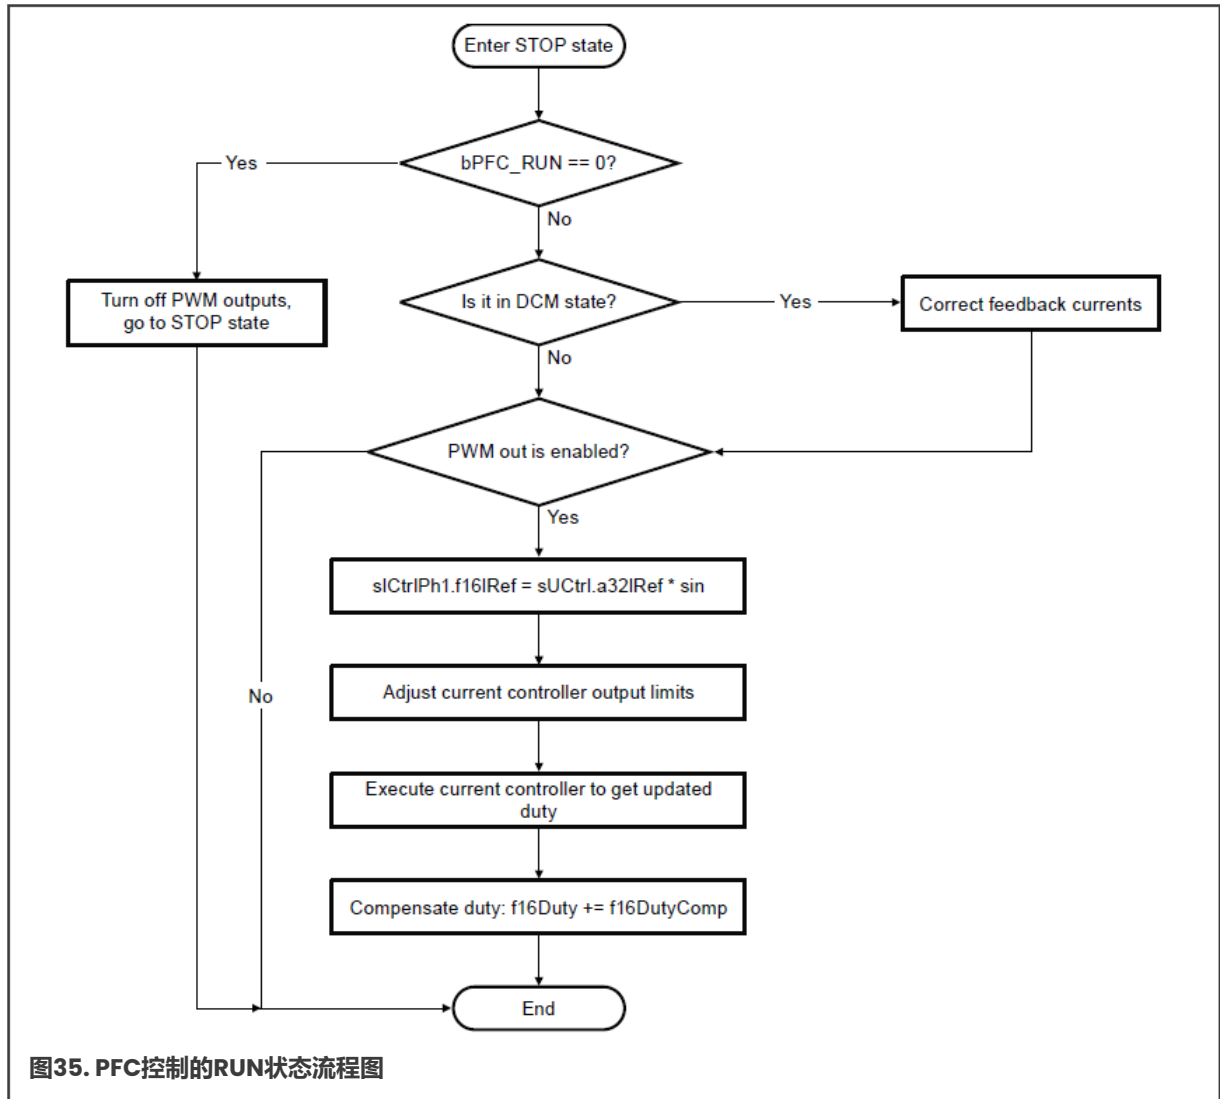 Enter STOP state
bPFC_RUN == 0?
Yes
No
Turn off PWM outputs,
go to STOP state
Is it in DCM state?
Yes
Correct feedback currents
No
PWM out is enabled?
Yes
sICtrlPh1.f16IRef = sUCtrl.a32IRef * sin
Adjust current controller output limits
No
Execute current controller to get updated
duty
Compensate duty: f16Duty += f16DutyComp
End
图35. PFC控制的RUN状态流程图